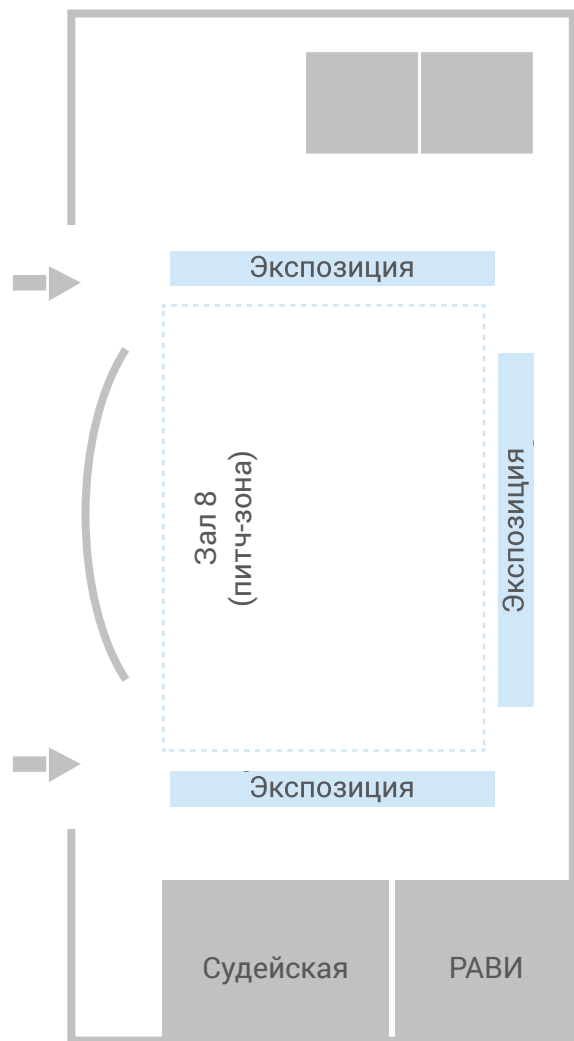 Экспозиция
Зал 8
(питч-зона)
Экспозиция
Экспозиция
Судейская
РАВИ